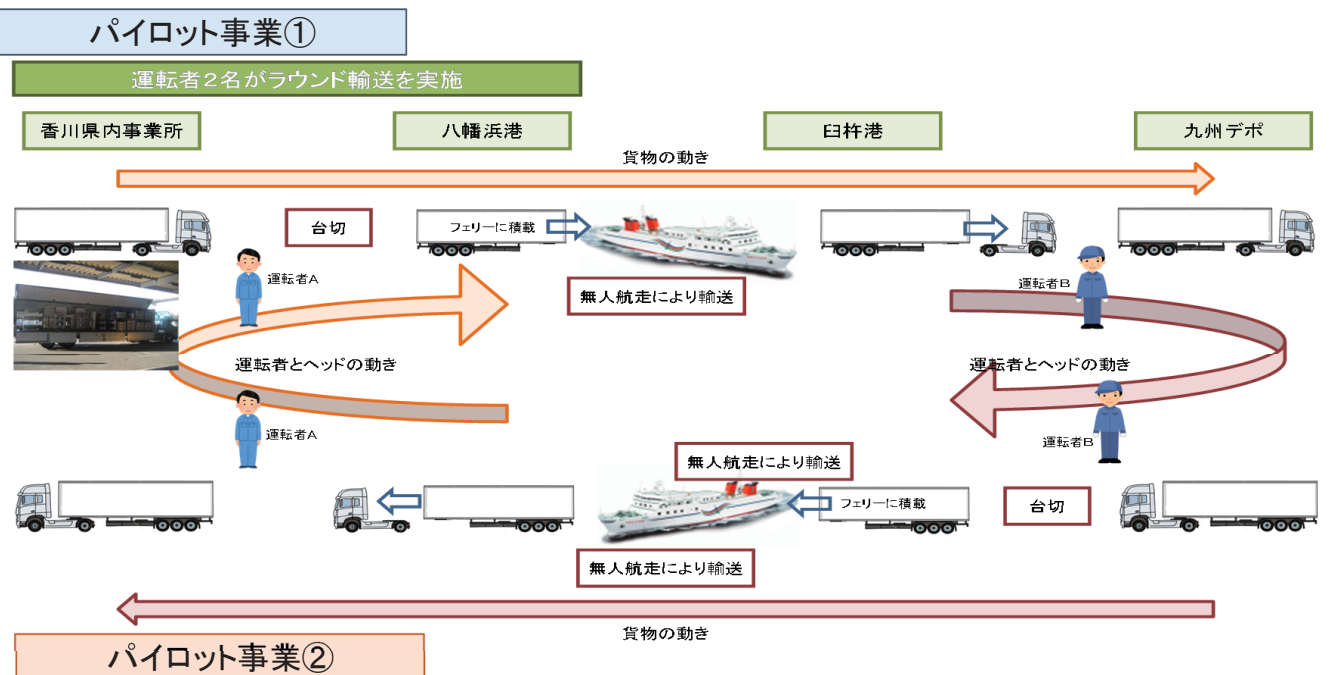 パイロット事業①
運転者2名がラウンド輸送を実施
香川県内事業所
八幡浜港
臼杵港
九州デポ
貨物の動き
台切
フェリーに積載
運転者A
無人航走により輸送
運転者B
運転者とヘッドの動き
運転者とヘッドの動き
運転者A
運転者B
無人航走により輸送
フェリーに積載
台切
無人航走により輸送
貨物の動き
パイロット事業②